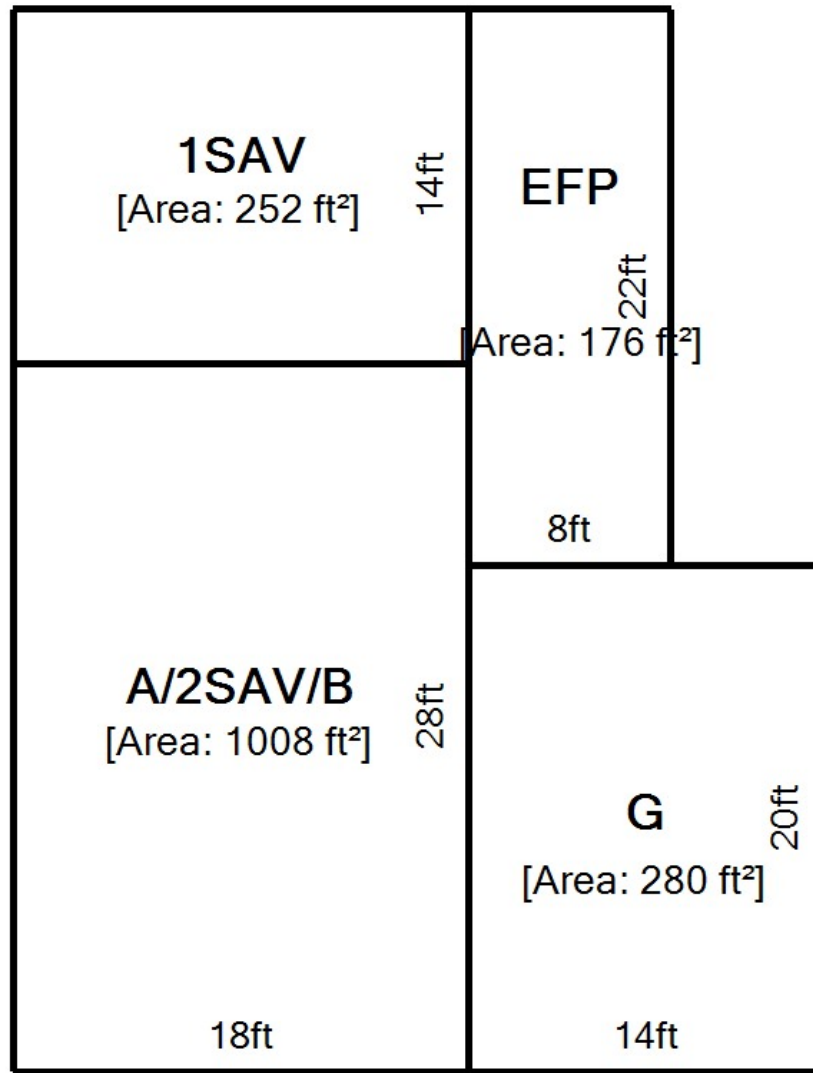 1SAV
[Area: 252 ft²]
14ft
EFP
22ft
[Area: 176 ft²]
8ft
A/2SAV/B
[Area: 1008 ft²]
28ft
18ft
G
[Area: 280 ft²]
20ft
14ft